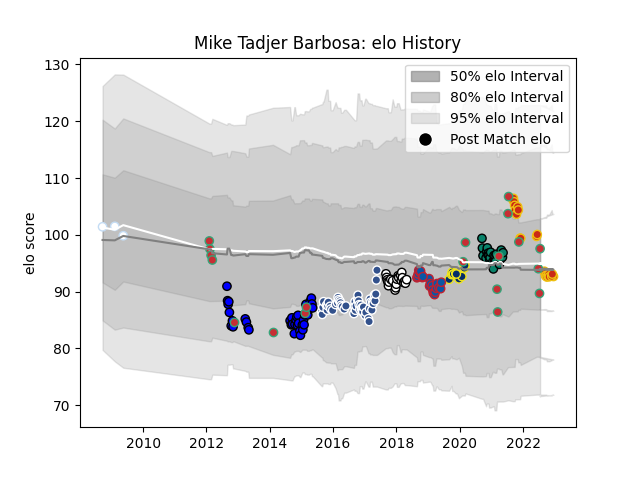 Mike Tadjer Barbosa: elo History
130
120
110
100
90
80
70
elo score
50% elo Interval
80% elo Interval
95% elo Interval
Post Match elo
2010
2012
2014
2016
2018
2020
2022